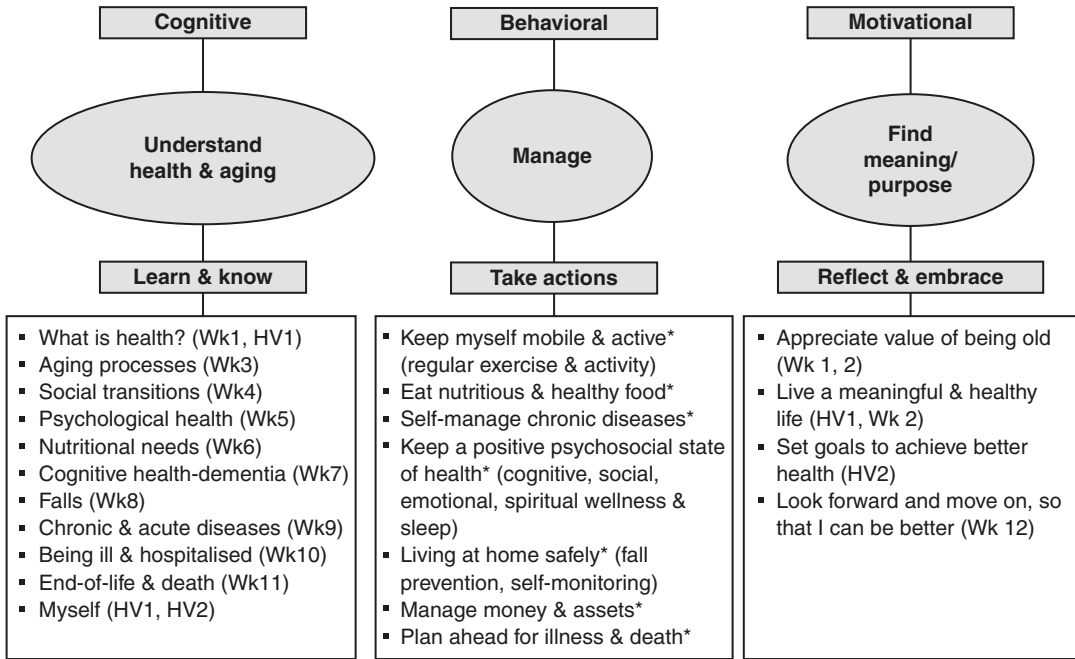 Cognitive
Understand
health & aging
Learn & know
▪ What is health? (Wk1, HV1)
▪ Aging processes (Wk3)
▪ Social transitions (Wk4)
▪ Psychological health (Wk5)
▪ Nutritional needs (Wk6)
▪ Cognitive health-dementia (Wk7)
▪ Falls (Wk8)
▪ Chronic & acute diseases (Wk9)
▪ Being ill & hospitalised (Wk10)
▪ End-of-life & death (Wk11)
▪ Myself (HV1, HV2)
Behavioral
Manage
Take actions
▪ Keep myself mobile & active*
(regular exercise & activity)
▪ Eat nutritious & healthy food*
▪ Self-manage chronic diseases*
▪ Keep a positive psychosocial state
of health* (cognitive, social,
emotional, spiritual wellness &
sleep)
▪ Living at home safely* (fall
prevention, self-monitoring)
▪ Manage money & assets*
▪ Plan ahead for illness & death*
Motivational
Find
meaning/
purpose
Reflect & embrace
▪ Appreciate value of being old
(Wk 1, 2)
▪ Live a meaningful & healthy
life (HV1, Wk 2)
▪ Set goals to achieve better
health (HV2)
▪ Look forward and move on, so
that I can be better (Wk 12)